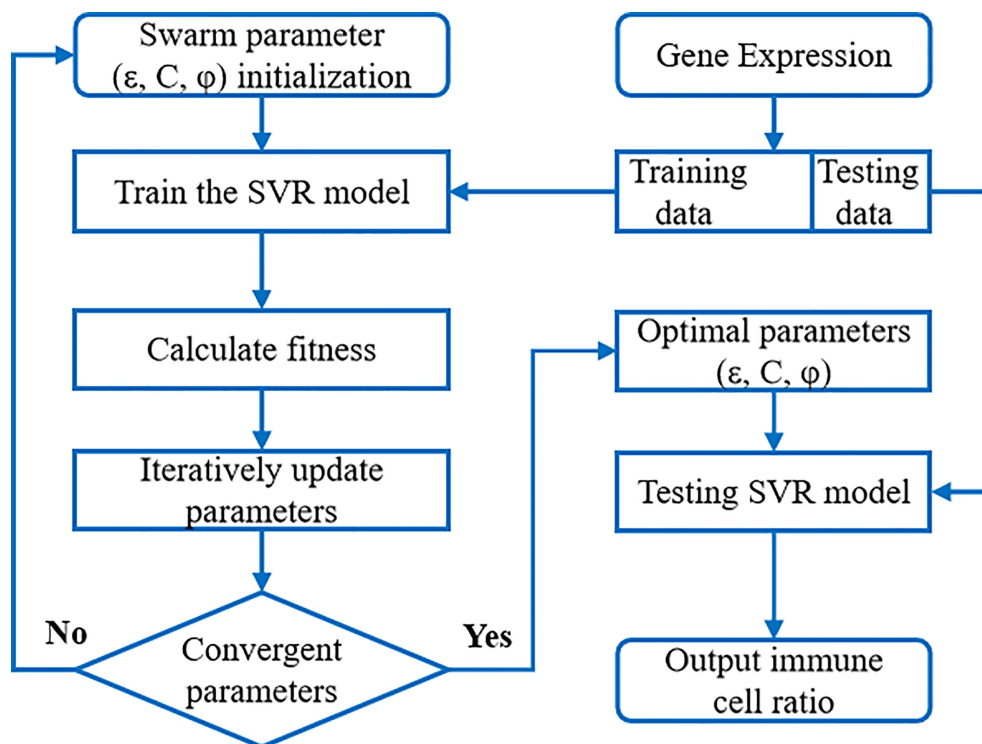 Swarm parameter
(ε, C, φ) initialization
Train the SVR model
Calculate fitness
Iteratively update
parameters
Convergent
parameters
No
Yes
Gene Expression
Training
data
Testing
data
Optimal parameters
(ε, C, φ)
Testing SVR model
Output immune
cell ratio